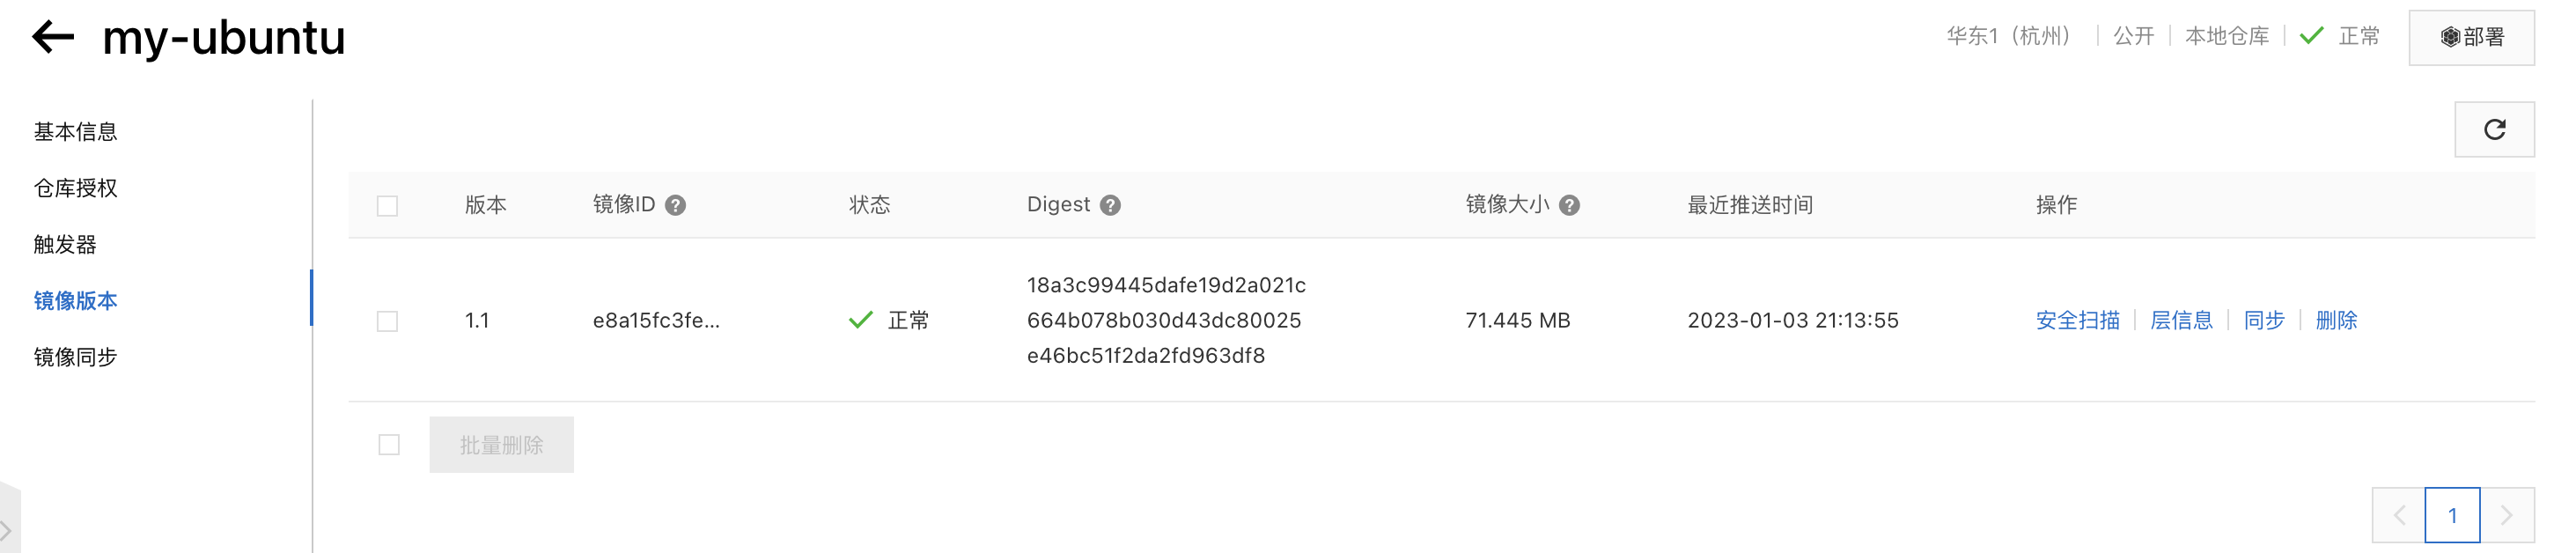 my-ubuntu
华东1（杭州） 公开 本地仓库 正常 部署
基本信息
仓库授权
触发器
镜像版本
镜像同步
版本 镜像ID 状态 Digest 镜像大小 最近推送时间 操作
1.1 e8a15fc3fe... 正常 18a3c99445dafe19d2a021c
664b078b030d43dc80025
e46bc51f2da2fd963df8 71.445 MB 2023-01-03 21:13:55 安全扫描 层信息 同步 删除
批量删除
1